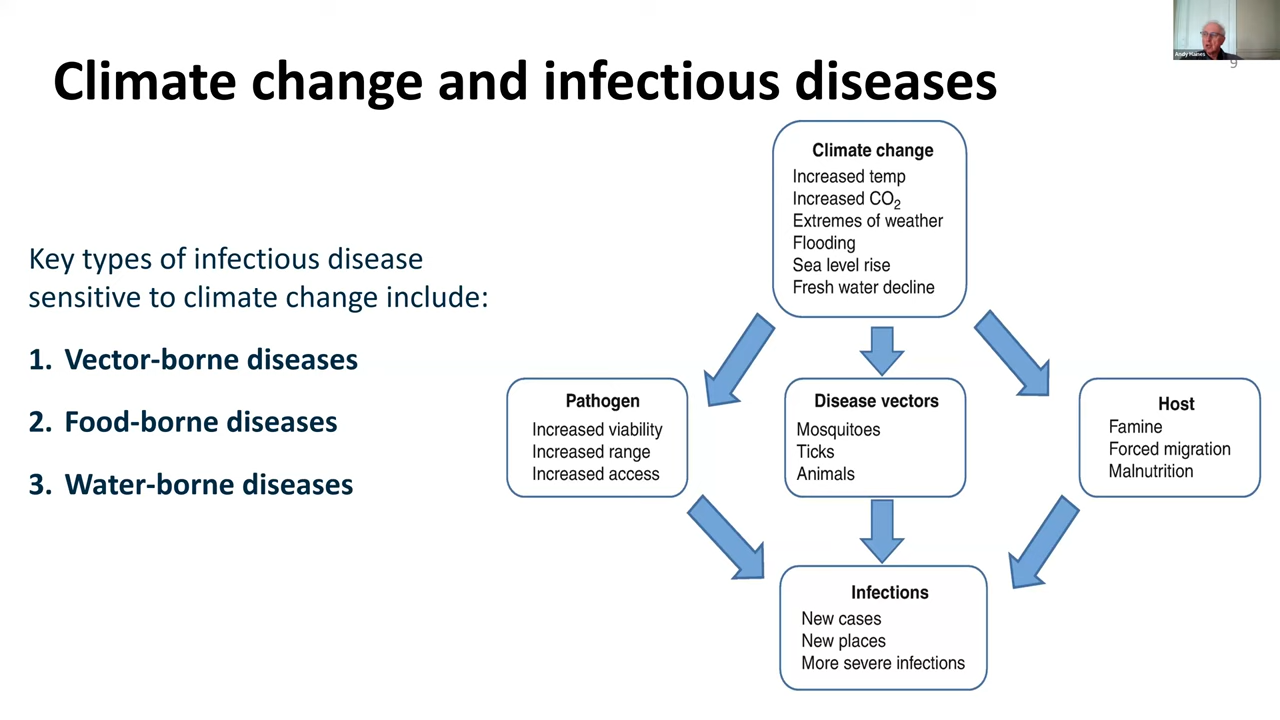 Climate change and infectious diseases
Andy Haines
9
Key types of infectious disease
sensitive to climate change include:
1. Vector-borne diseases
2. Food-borne diseases
3. Water-borne diseases
Climate change
Increased temp
Increased CO₂
Extremes of weather
Flooding
Sea level rise
Fresh water decline
Pathogen
Increased viability
Increased range
Increased access
Disease vectors
Mosquitoes
Ticks
Animals
Host
Famine
Forced migration
Malnutrition
Infections
New cases
New places
More severe infections